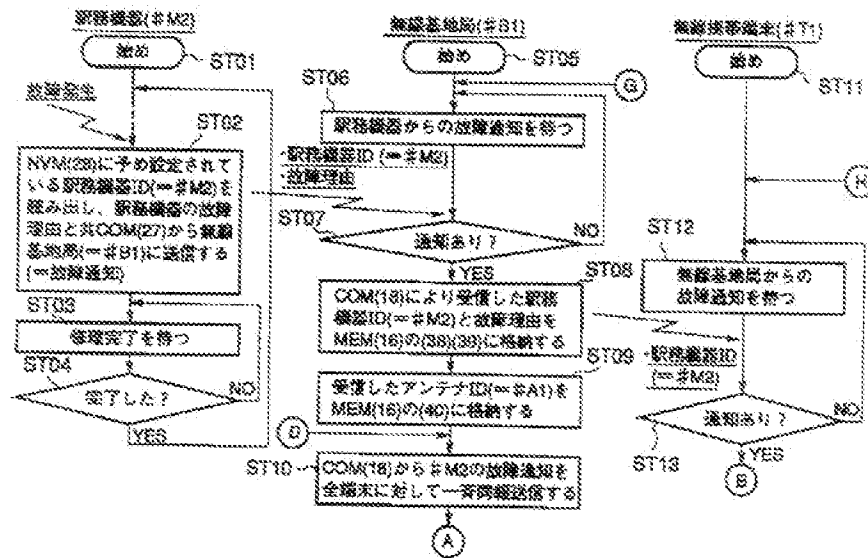 駅務機器(#M2)
始め
ST01
故障発生
ST02
NVM(28)に予め設定されて
いる駅務機器ID(=#M2)を
読み出し、駅務機器の故障
理由と共COM(27)から無線
基地局(=#B1)に送信する
(=故障通知)
ST03
修理完了を待つ
ST04
完了した?
NO
YES
無線基地局(#B1)
始め
ST05
ST06
G
駅務機器からの故障通知を待つ
・駅務機器ID(=#M2)
・故障理由
ST07
通知あり?
NO
YES
ST08
COM(18)により受信した駅務
機器ID(=#M2)と故障理由を
MEM(16)の(38)(39)に格納する
ST09
受信したアンテナID(=#A1)を
MEM(16)の(40)に格納する
D
ST10
COM(18)から#M2の故障通知を
全端末に対して一斉同報送信する
A
無線携帯端末(#T1)
始め
ST11
H
ST12
無線基地局からの
故障通知を待つ
・駅務機器ID
(=#M2)
通知あり?
NO
ST13
YES
B